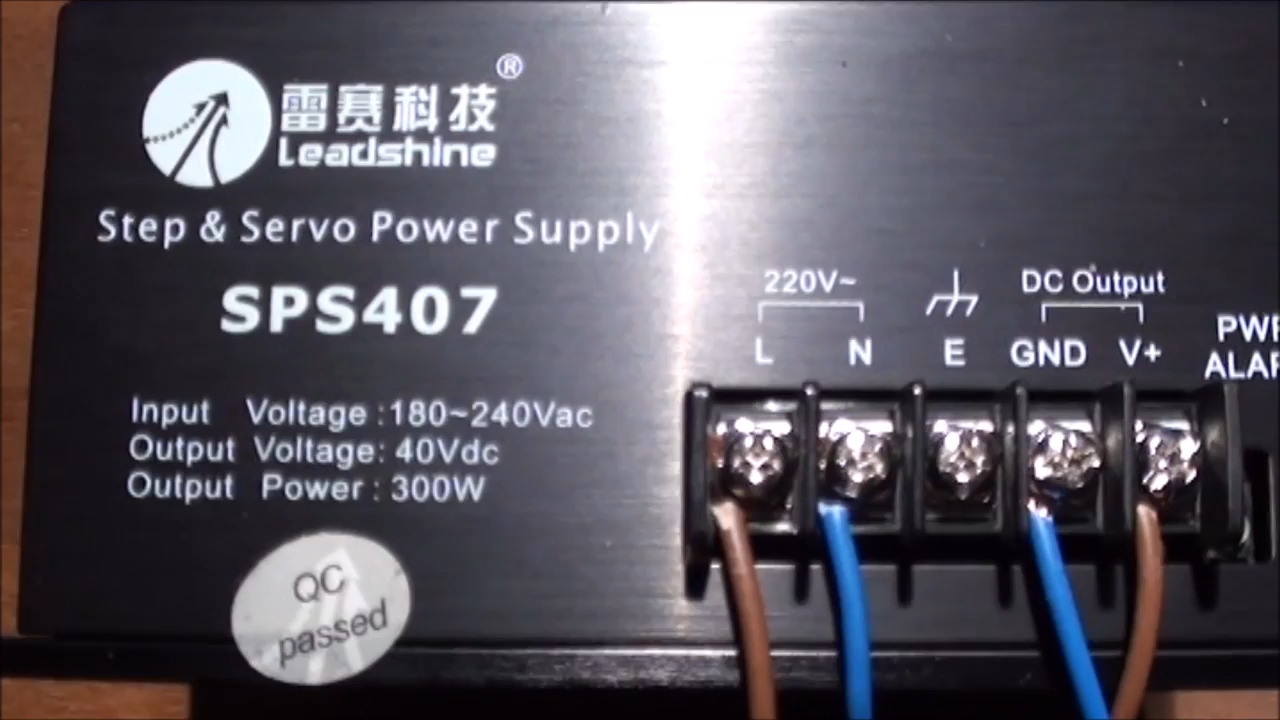 雷赛科技®
Leadshine
Step & Servo Power Supply
SPS407
Input Voltage :180~240Vac
Output Voltage: 40Vdc
Output Power : 300W
QC
passed
220V~
DC Output
L N E GND V+